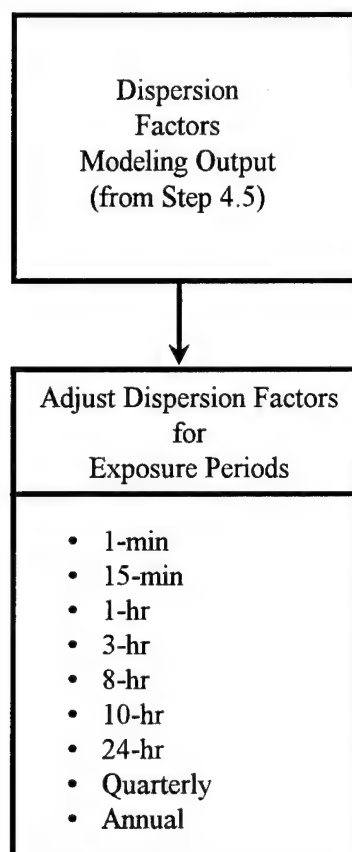 Dispersion
Factors
Modeling Output
(from Step 4.5)
Adjust Dispersion Factors
for
Exposure Periods
• 1-min
• 15-min
• 1-hr
• 3-hr
• 8-hr
• 10-hr
• 24-hr
• Quarterly
• Annual